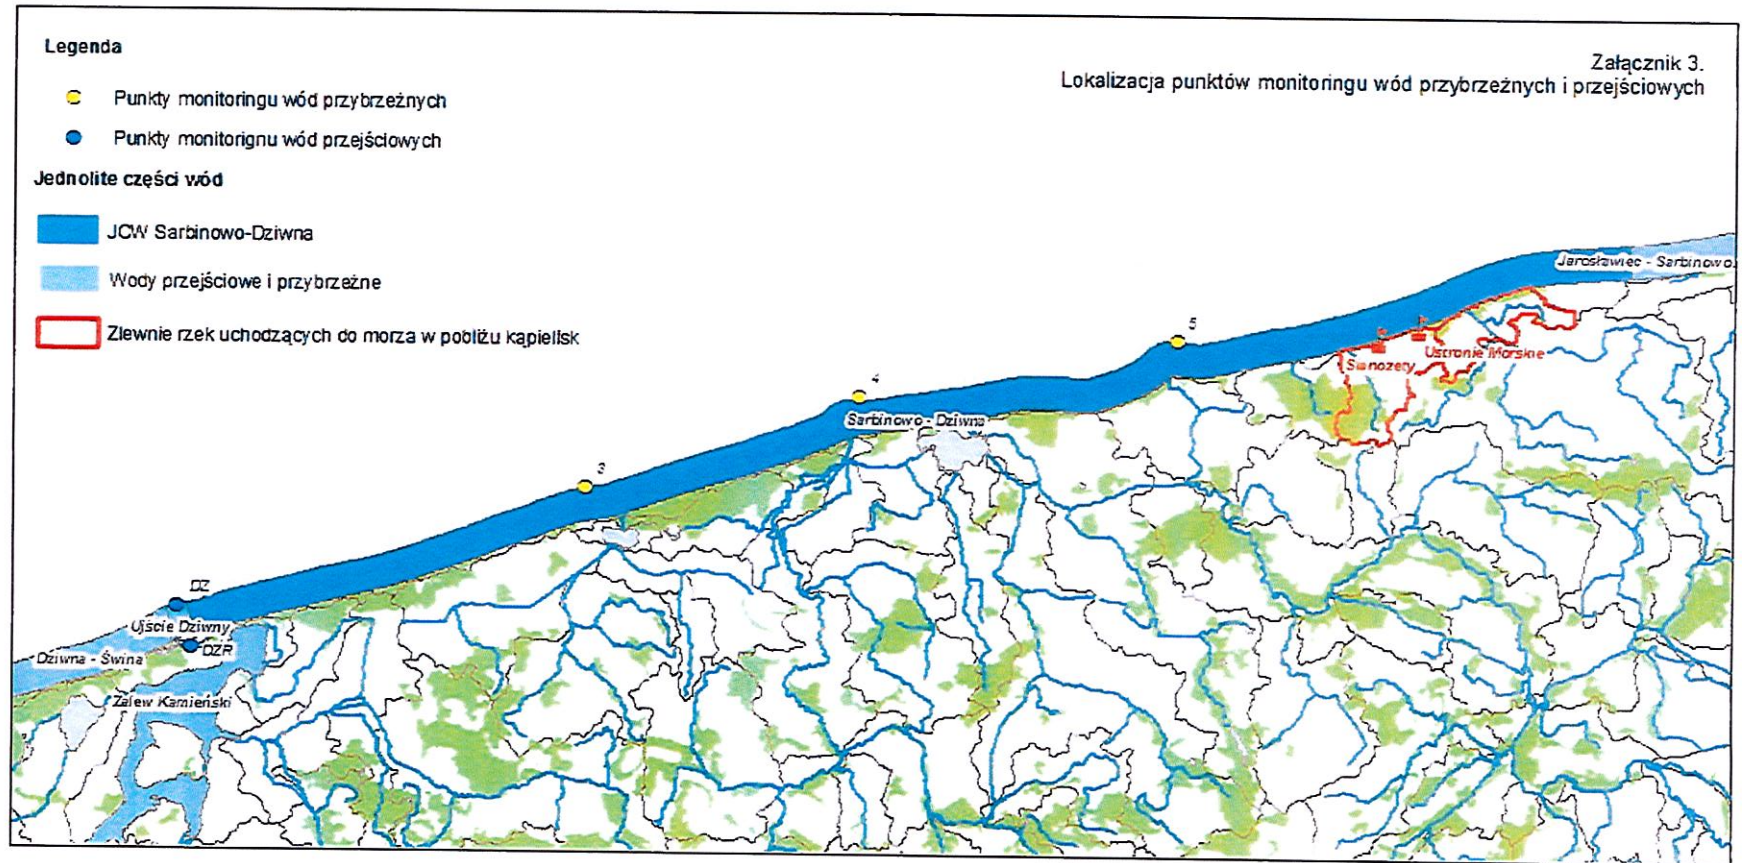 Legenda
Punkty monitoringu wód przybrzeżnych
Punkty monitorignu wód przejściowych
Jednolite części wód
JCW Sarbinowo-Dziwna
Wody przejściowe i przybrzeżne
Zlewnie rzek uchodzących do morza w pobliżu kąpielisk
Załącznik 3.
Lokalizacja punktów monitoringu wód przybrzeżnych i przejściowych
Jarosławiec - Sarbinowo
5
Ustronie Morskie
Sianożęty
4
Sarbinowo - Dziwna
3
DZ
Ujście Dziwny
DZR
Dziwna - Świna
Zalew Kamieński